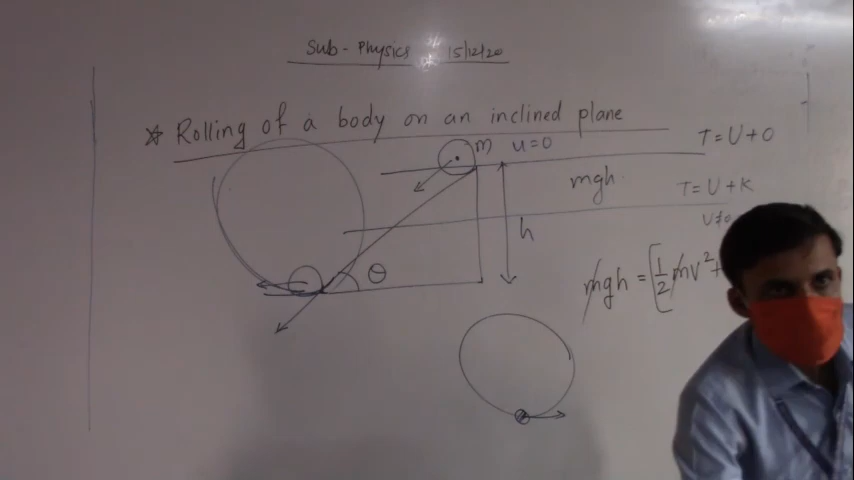 Sub - Physics 15/12/20
☆ Rolling of a body on an inclined plane
T = U + 0
m u = 0
mgh
T = U + K
h
θ
mgh = [1/2 mv² +